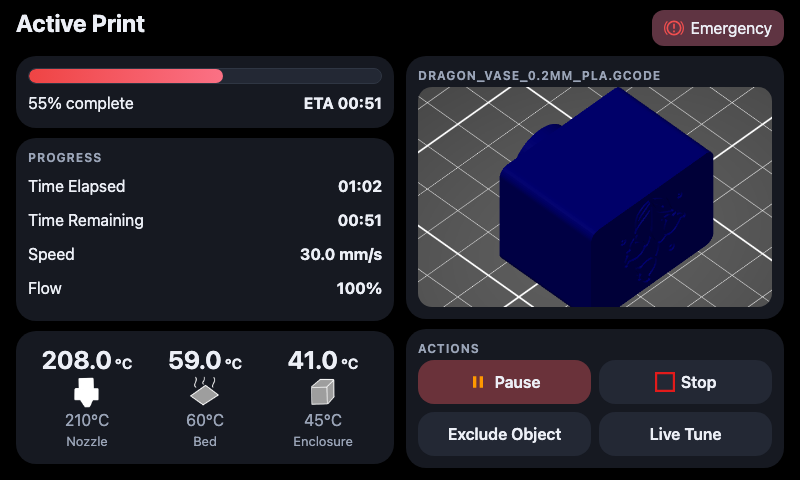 Active Print
Emergency
55% complete
ETA 00:51
PROGRESS
Time Elapsed 01:02
Time Remaining 00:51
Speed 30.0 mm/s
Flow 100%
208.0 °C
59.0 °C
41.0 °C
210°C
60°C
45°C
Nozzle
Bed
Enclosure
DRAGON_VASE_0.2MM_PLA.GCODE
ACTIONS
Pause
Stop
Exclude Object
Live Tune